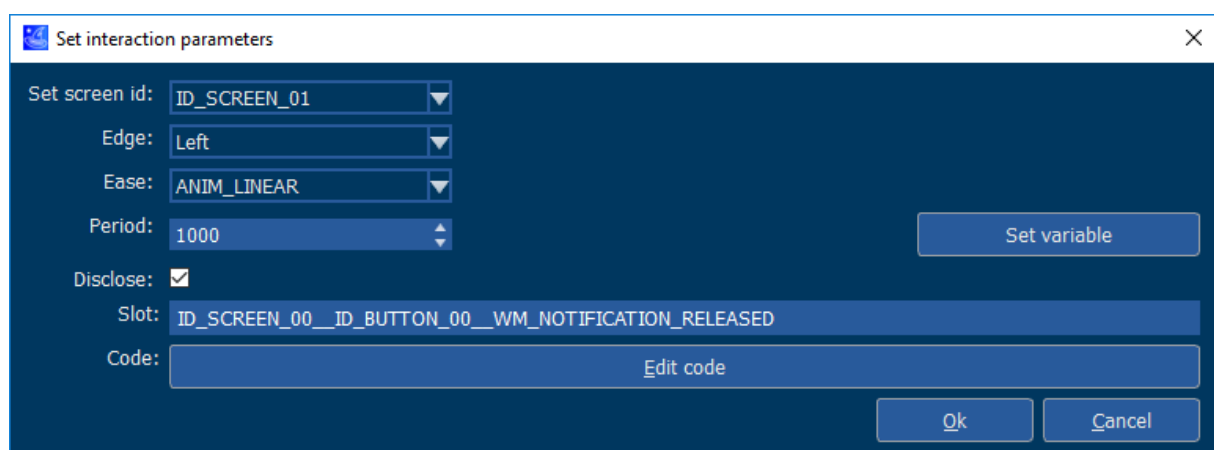 Set interaction parameters
Set screen id: ID_SCREEN_01
Edge: Left
Ease: ANIM_LINEAR
Period: 1000
Set variable
Disclose:
Slot: ID_SCREEN_00__ID_BUTTON_00__WM_NOTIFICATION_RELEASED
Code: Edit code
Ok Cancel